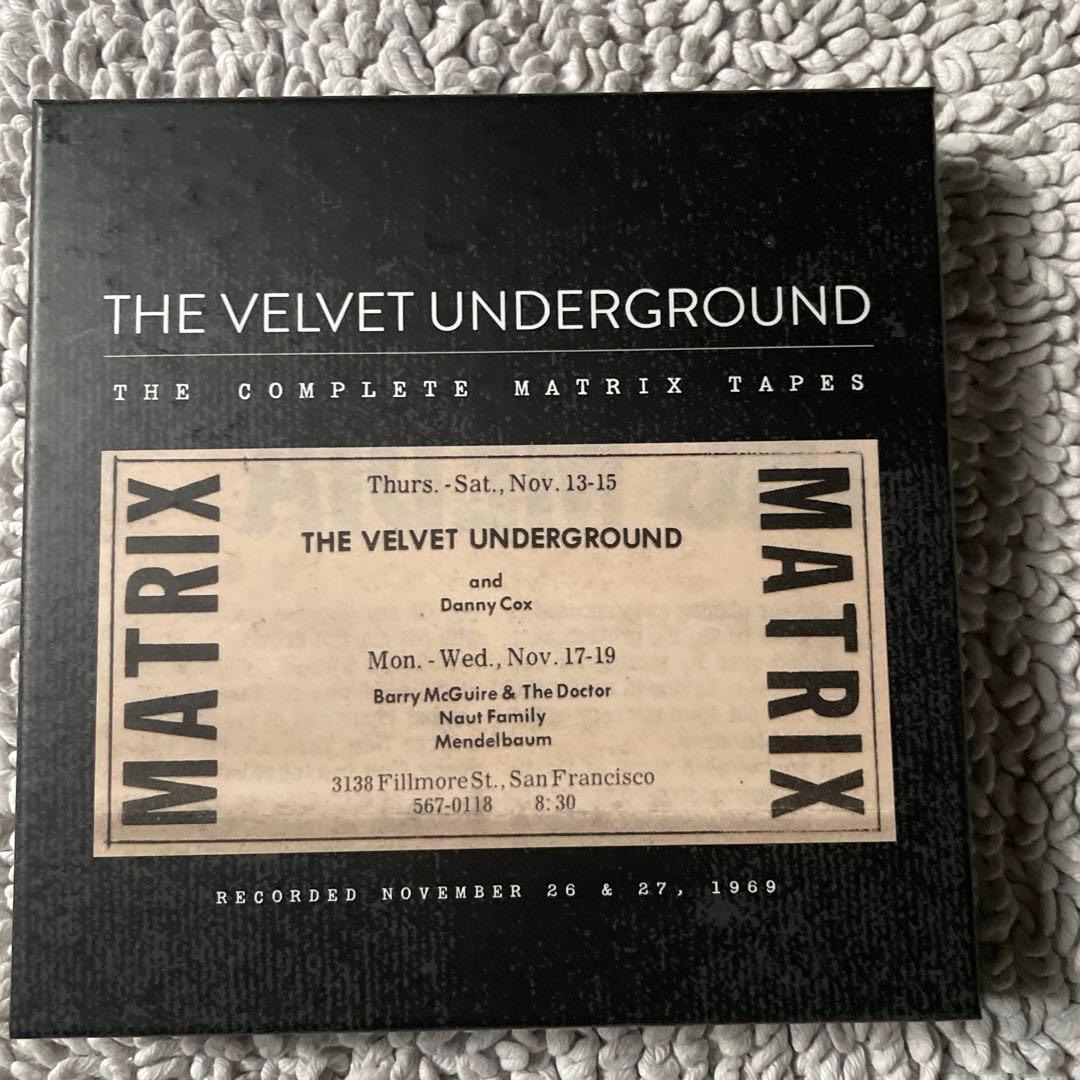 THE VELVET UNDERGROUND
THE COMPLETE MATRIX TAPES
MATRIX
Thurs. - Sat., Nov. 13-15
THE VELVET UNDERGROUND
and
Danny Cox
Mon. - Wed., Nov. 17-19
Barry McGuire & The Doctor
Naut Family
Mendelbaum
3138 Fillmore St., San Francisco
567-0118 8:30
MATRIX
RECORDED NOVEMBER 26 & 27, 1969